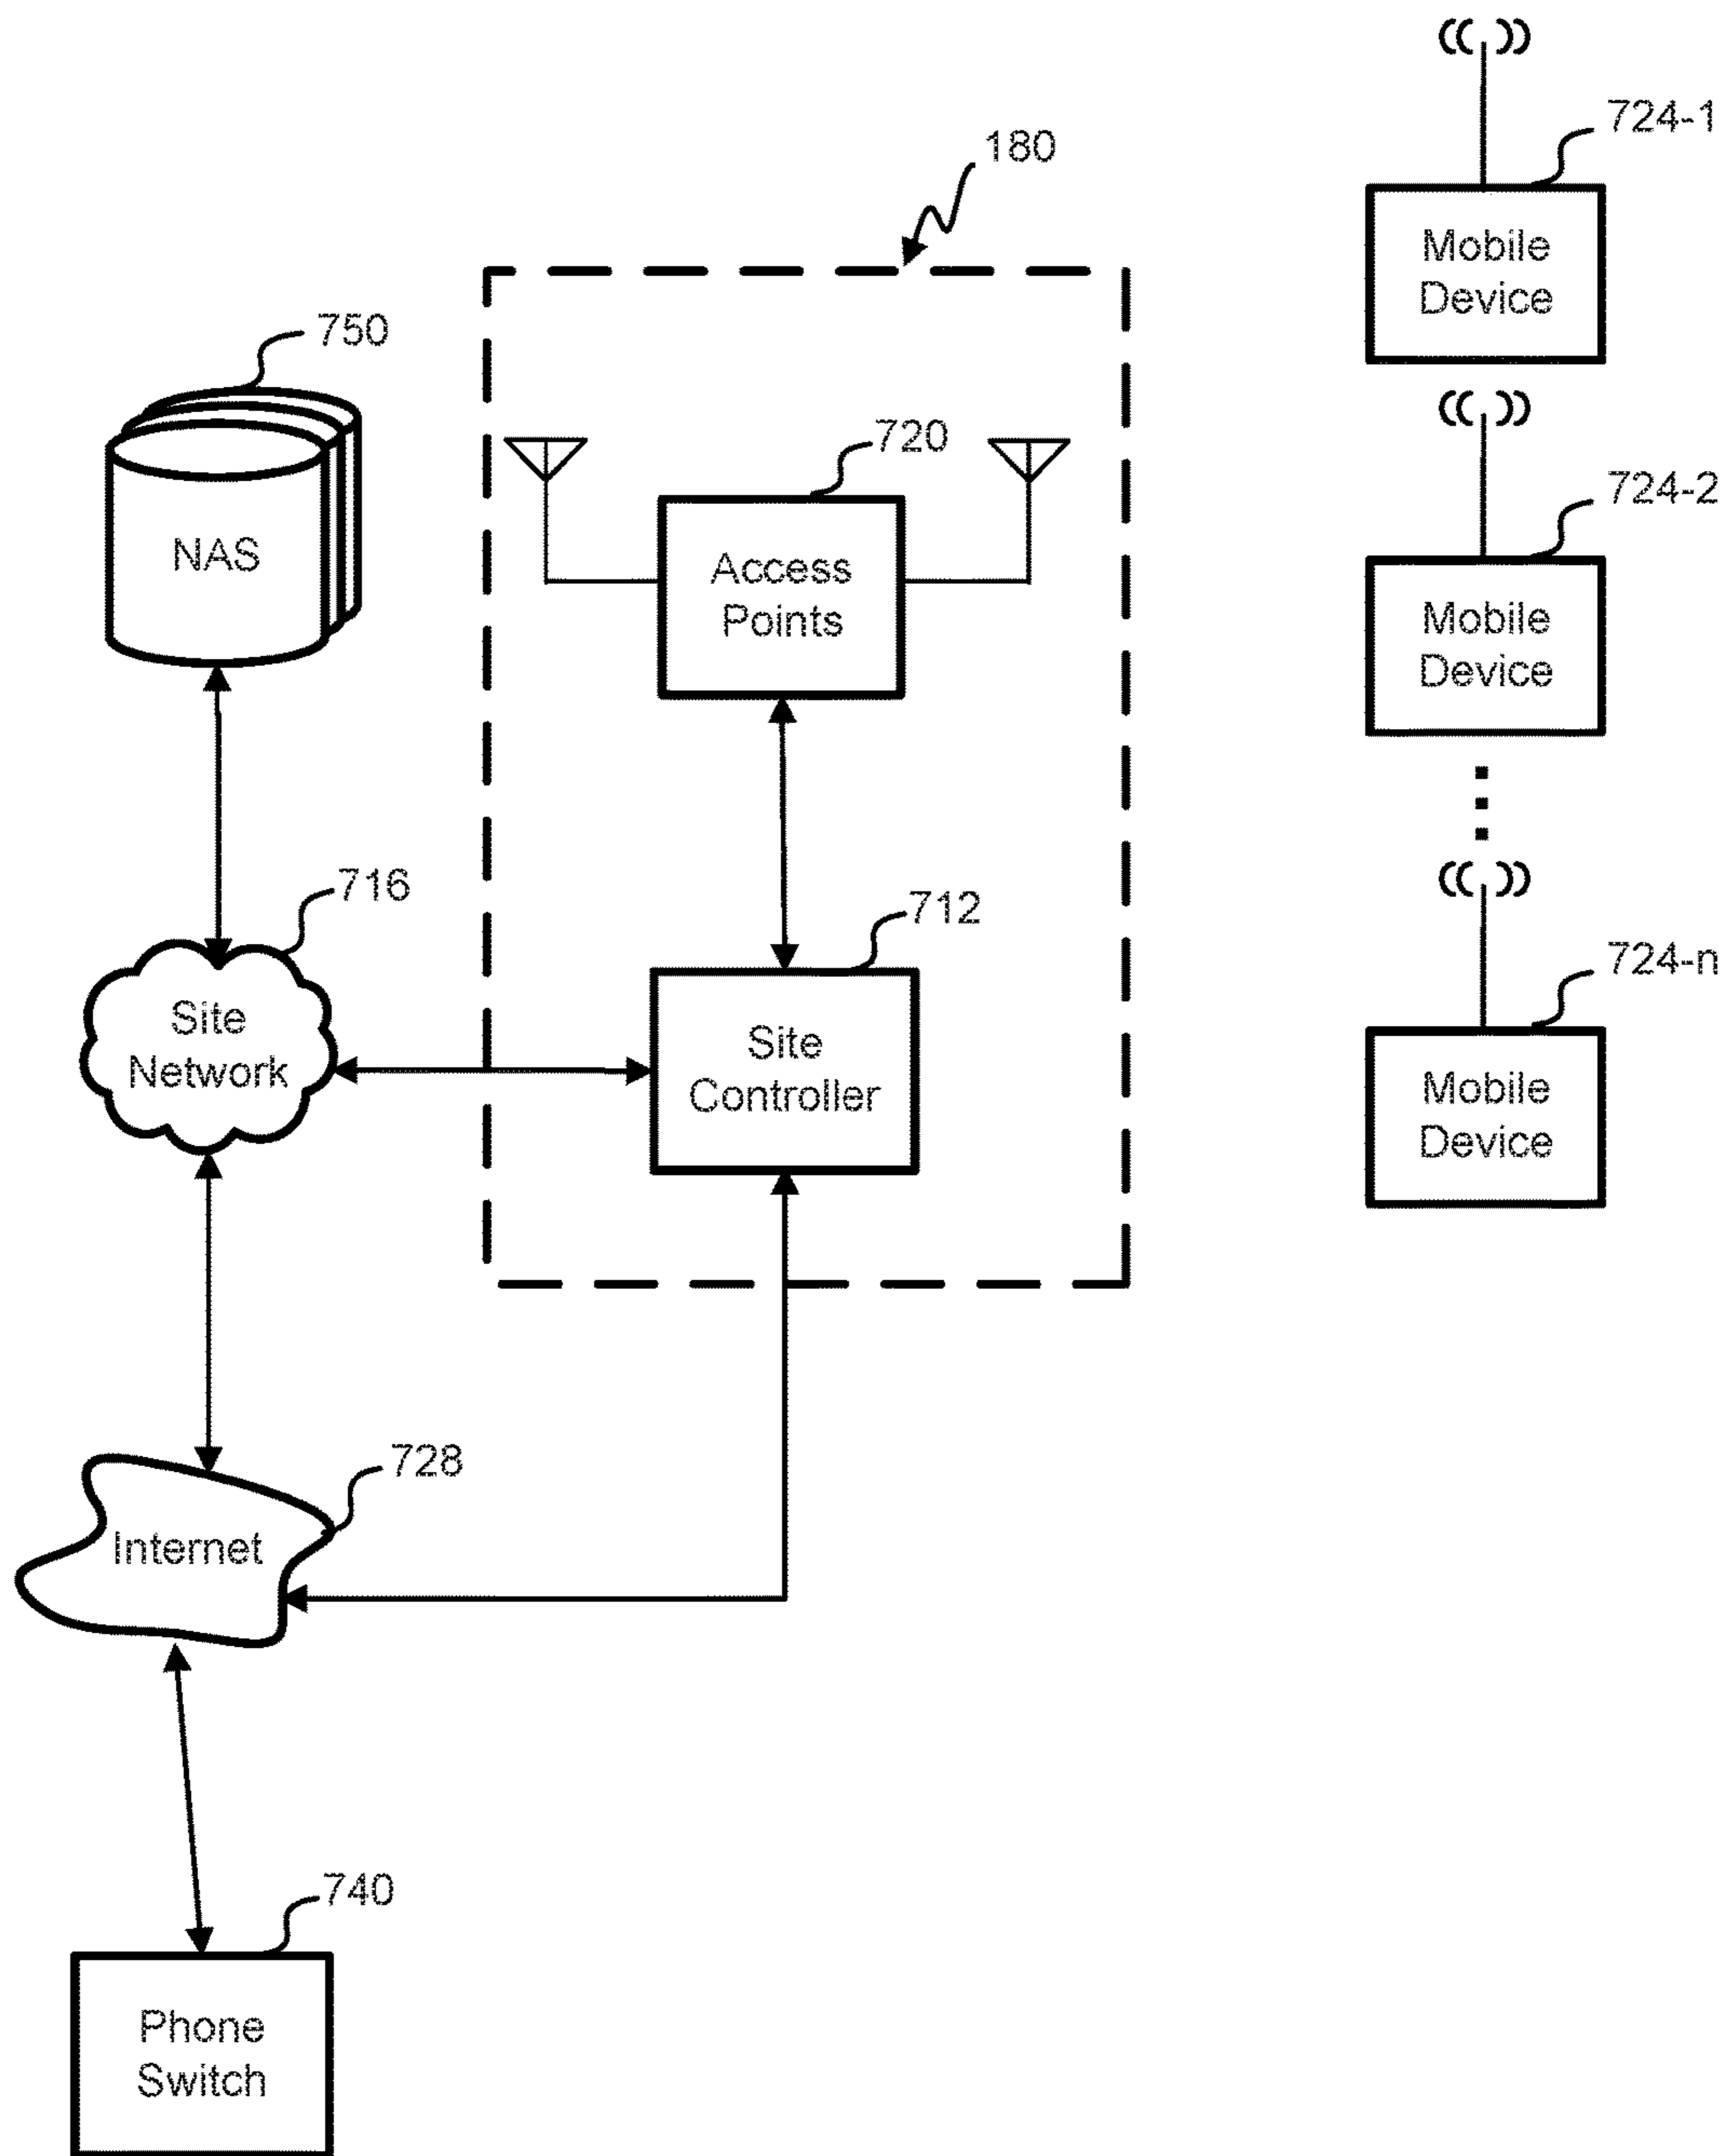 724-1
180
Mobile
Device
750
720
724-2
NAS
Access
Points
Mobile
Device
716
712
724-n
Site
Network
Site
Controller
Mobile
Device
728
Internet
740
Phone
Switch